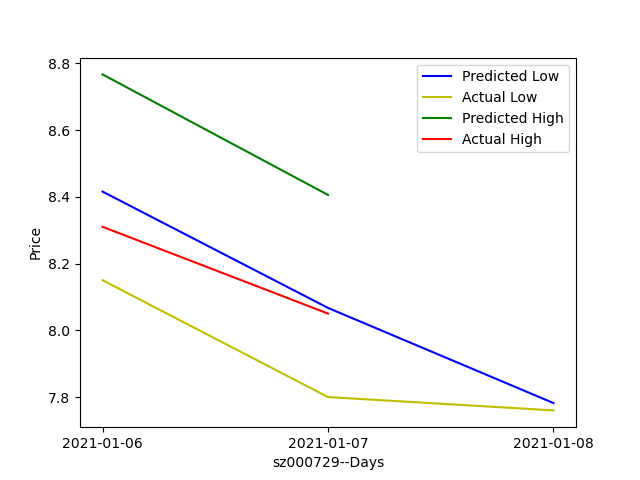 8.8
8.6
8.4
8.2
8.0
7.8
Price
Predicted Low
Actual Low
Predicted High
Actual High
2021-01-06
2021-01-07
2021-01-08
sz000729--Days